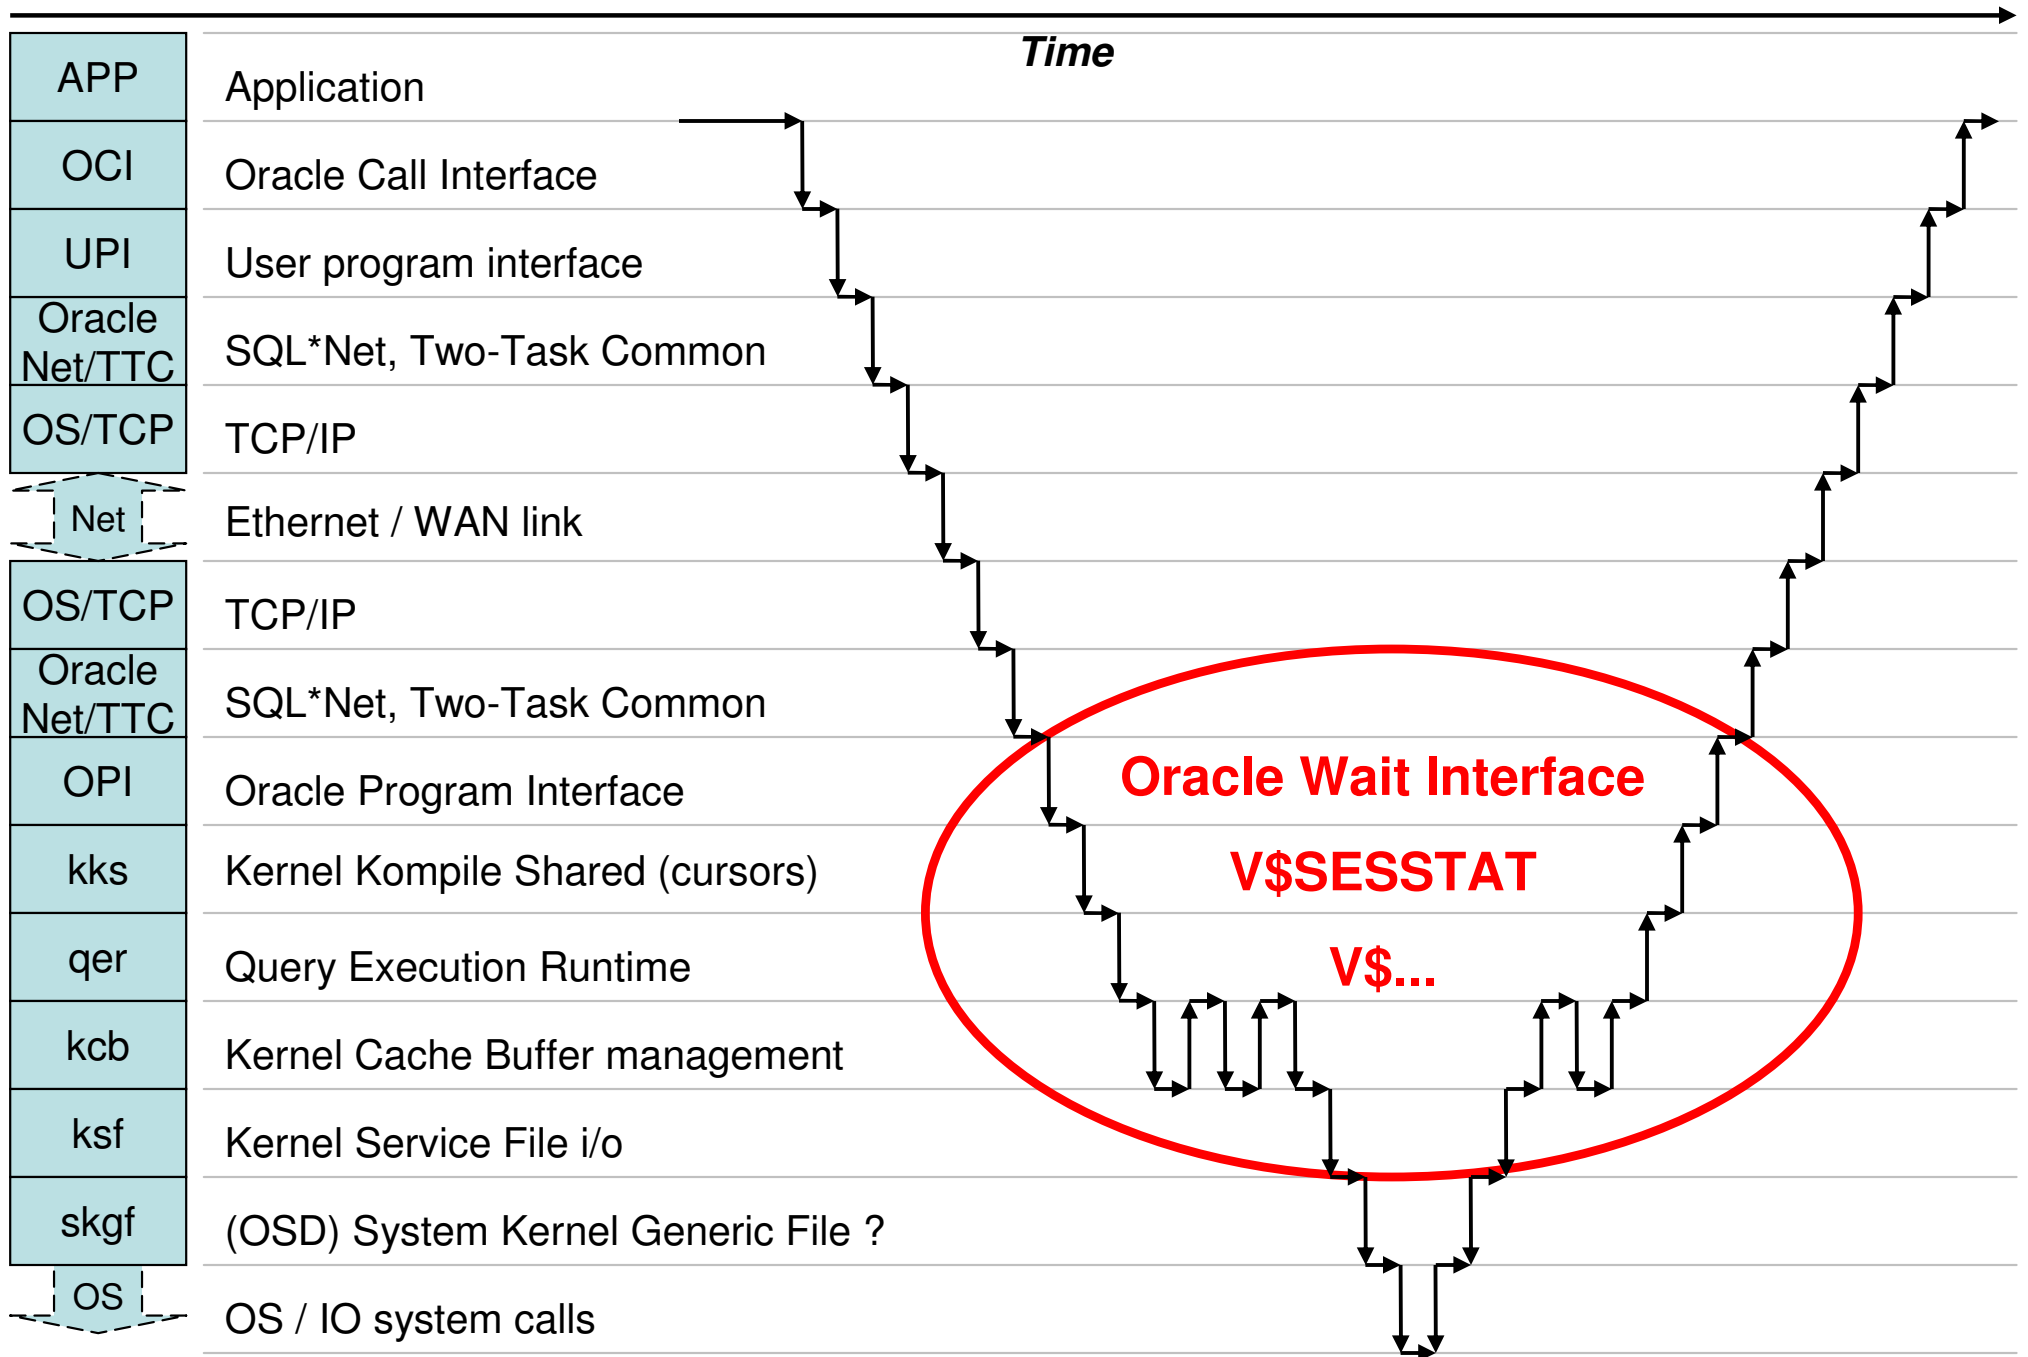 Time
APP
Application
OCI
Oracle Call Interface
UPI
User program interface
Oracle
Net/TTC
SQL*Net, Two-Task Common
OS/TCP
TCP/IP
Net
Ethernet / WAN link
OS/TCP
TCP/IP
Oracle
Net/TTC
SQL*Net, Two-Task Common
OPI
Oracle Program Interface
Oracle Wait Interface
kks
Kernel Kompile Shared (cursors)
V$SESSTAT
qer
Query Execution Runtime
V$...
kcb
Kernel Cache Buffer management
ksf
Kernel Service File i/o
skgf
(OSD) System Kernel Generic File ?
OS
OS / IO system calls